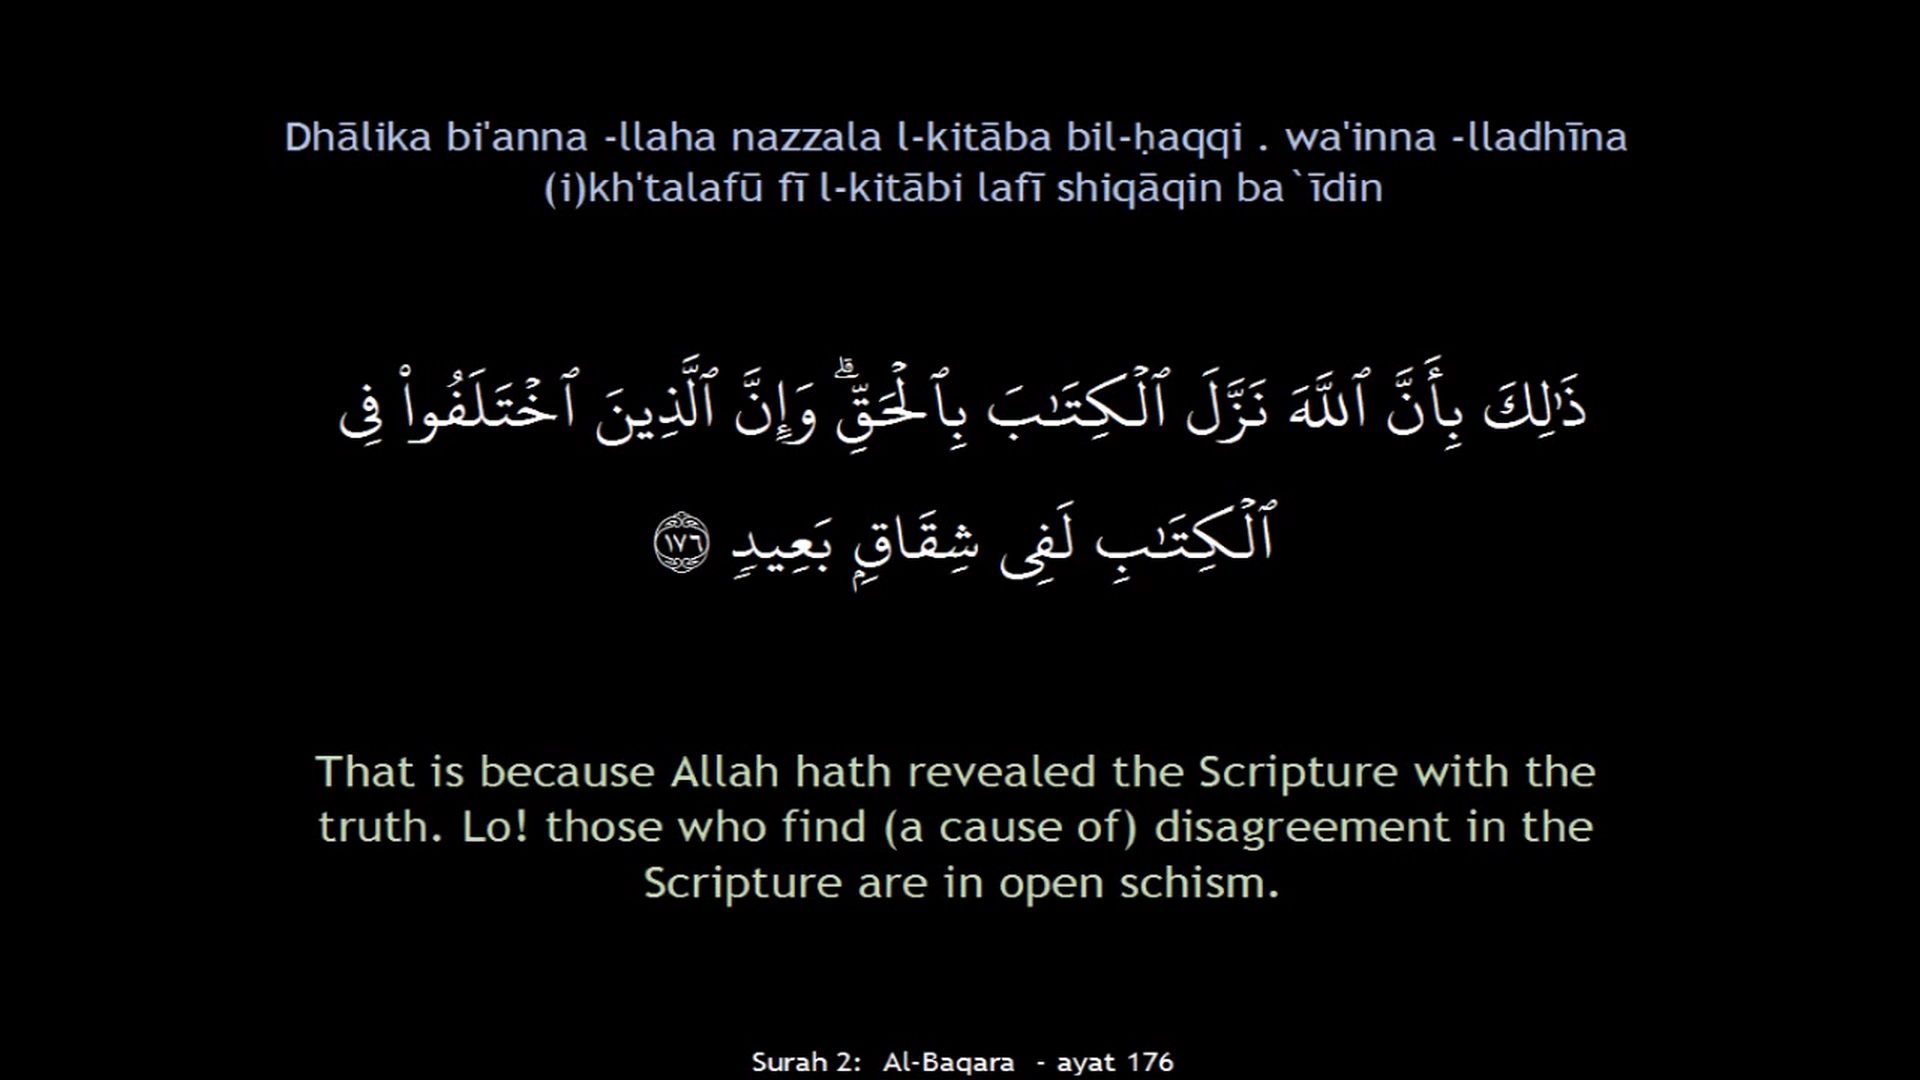 Dhālika bi'anna -llaha nazzala l-kitāba bil-ḥaqqi . wa'inna -lladhīna
(i)kh'talafū fī l-kitābi lafī shiqāqin ba`īdin
ذَٰلِكَ بِأَنَّ ٱللَّهَ نَزَّلَ ٱلْكِتَـٰبَ بِٱلْحَقِّ ۗ وَإِنَّ ٱلَّذِينَ ٱخْتَلَفُوا۟ فِى
ٱلْكِتَـٰبِ لَفِى شِقَاقٍۭ بَعِيدٍ ١٧٦
That is because Allah hath revealed the Scripture with the
truth. Lo! those who find (a cause of) disagreement in the
Scripture are in open schism.
Surah 2: Al-Baqara - ayat 176